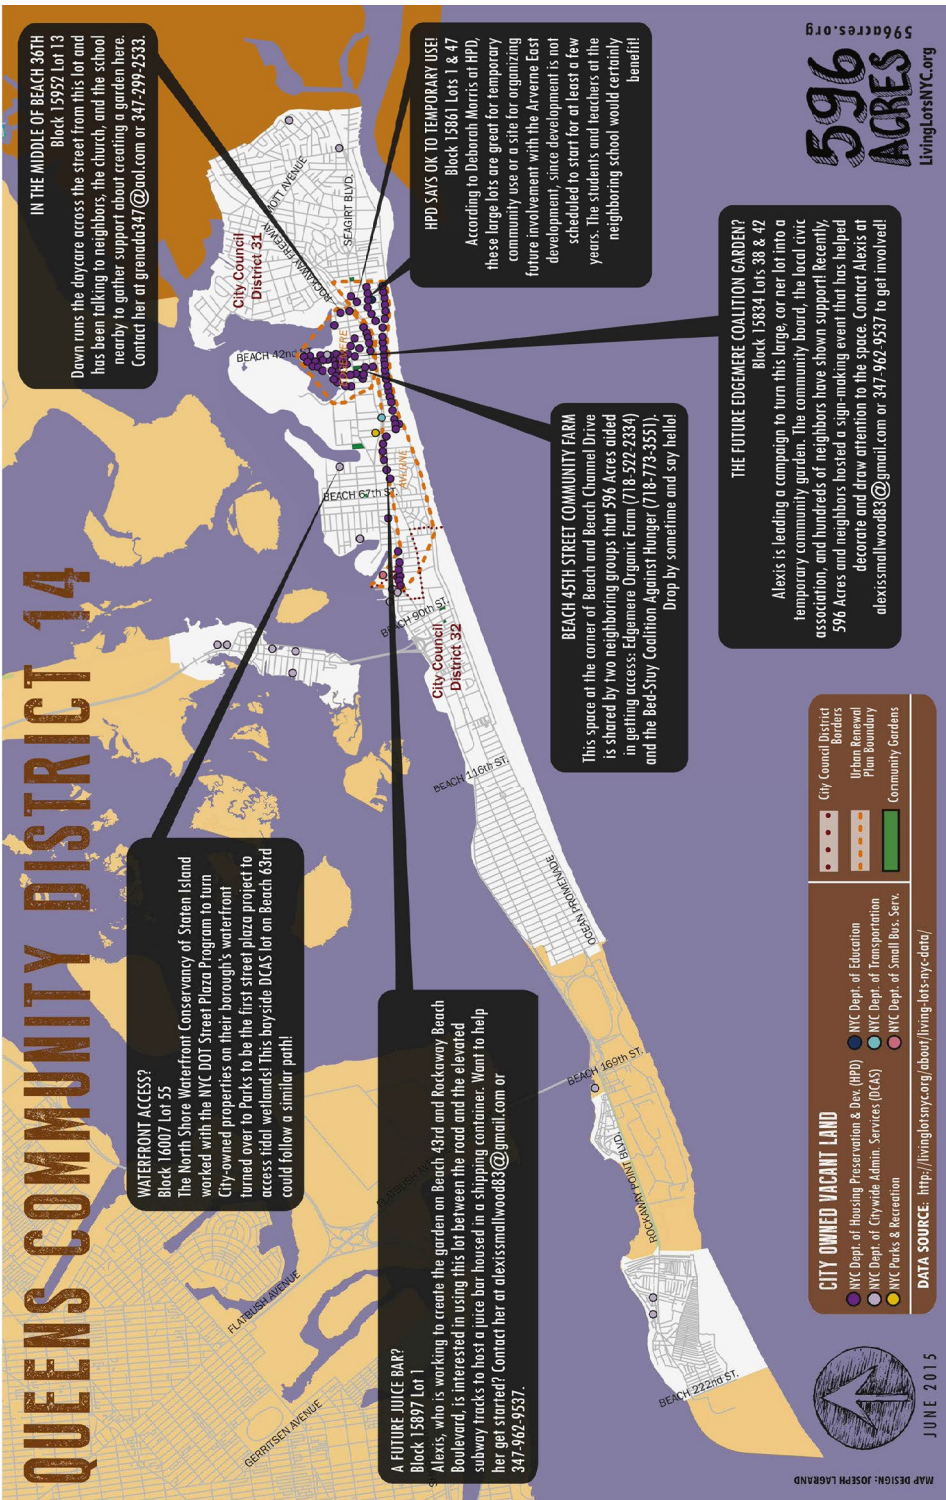 QUEENS COMMUNITY DISTRICT 14
WATERFRONT ACCESS?
Block 16007 Lot 55
The North Shore Waterfront Conservancy of Staten Island
worked with the NYC DOT Street Plaza Program to turn
City-owned properties on their borough's waterfront
turned over to Parks to be the first street plaza project to
access tidal wetlands! This bayside DCAS lot on Beach 63rd
could follow a similar path!
IN THE MIDDLE OF BEACH 36TH
Block 15952 Lot 13
Dawn runs the daycare across the street from this lot and
has been talking to neighbors, the church, and the school
nearby to gather support about creating a garden here.
Contact her at grenada347@aol.com or 347-299-2533.
A FUTURE JUICE BAR?
Block 15897 Lot 1
Alexis, who is working to create the garden on Beach 43rd and Rockaway Beach
Boulevard, is interested in using this lot between the road and the elevated
subway tracks to host a juice bar housed in a shipping container. Want to help
her get started? Contact her at alexissmallwood83@gmail.com or
347-962-9537.
HPD SAYS OK TO TEMPORARY USE!
Block 15861 Lots 1 & 47
According to Deborah Morris at HPD,
these large lots are great for temporary
community use or a site for organizing
future involvement with the Arverne East
development, since development is not
scheduled to start for at least a few
years. The students and teachers at the
neighboring school would certainly
benefit!
BEACH 45TH STREET COMMUNITY FARM
This space at the corner of Beach and Beach Channel Drive
is shared by two neighboring groups that 596 Acres aided
in getting access: Edgemere Organic Farm (718-522-2334)
and the Bed-Stuy Coalition Against Hunger (718-773-3551).
Drop by sometime and say hello!
THE FUTURE EDGEMERE COALITION GARDEN?
Block 15834 Lots 38 & 42
Alexis is leading a campaign to turn this large, cor ner lot into a
temporary community garden. The community board, the local civic
association, and hundreds of neighbors have shown support! Recently,
596 Acres and neighbors hosted a sign-making event that has helped
decorate and draw attention to the space. Contact Alexis at
alexissmallwood83@gmail.com or 347-962-9537 to get involved!
GERRITSEN AVENUE
FLATBUSH AVENUE
FLATBUSH AV
BEACH 222nd ST.
ROCKAWAY POINT BLVD.
BEACH 169th ST.
OCEAN PROMENADE
BEACH 116th ST.
City Council
District 32
BEACH 90th ST.
BEACH 67th ST.
BEACH 42nd ST.
City Council
District 31
ROCKAWAY FREEWAY
MOTT AVENUE
SEAGIRT BLVD.
CITY OWNED VACANT LAND
NYC Dept. of Housing Preservation & Dev. (HPD)
NYC Dept. of Citywide Admin. Services (DCAS)
NYC Parks & Recreation
NYC Dept. of Education
NYC Dept. of Transportation
NYC Dept. of Small Bus. Serv.
City Council District
Borders
Urban Renewal
Plan Boundary
Community Gardens
DATA SOURCE: http://livinglotsnyc.org/about/living-lots-nyc-data/
JUNE 2015
MAP DESIGN: JOSEPH LAGRAND
596
ACRES
596acres.org
LivingLotsNYC.org